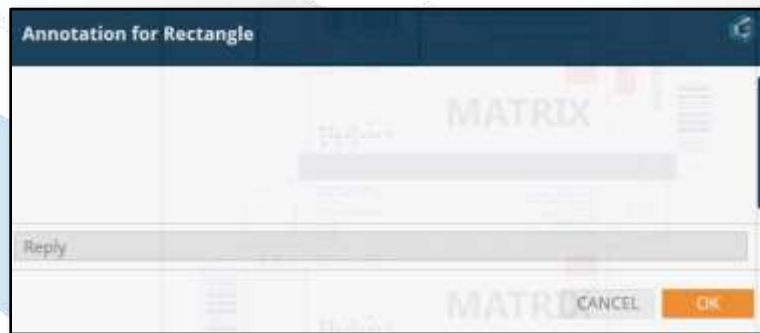 Annotation for Rectangle
MATRIX
Reply
MATRIX
CANCEL
OK